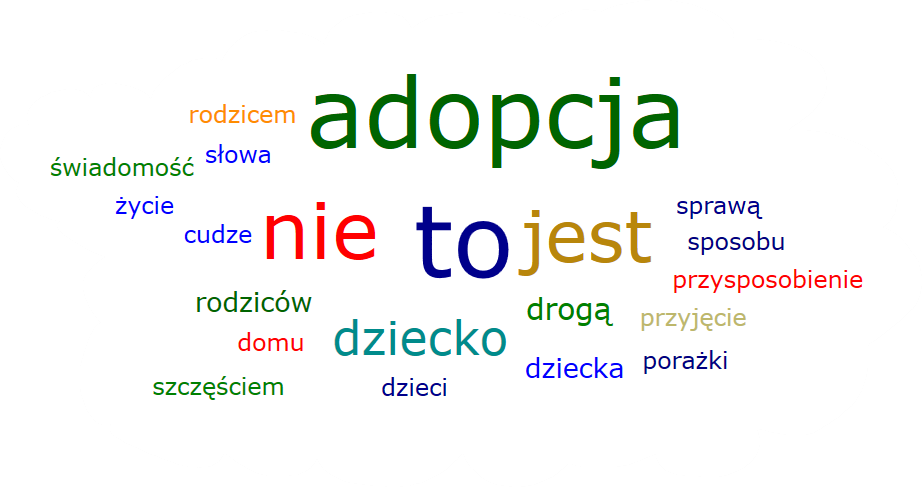 adopcja
rodzicem
słowa
świadomość
życie
cudze
nie
to
jest
sprawą
sposobu
przysposobienie
rodziców
drogą
przyjęcie
domu
dziecko
dziecka
porażki
szczęściem
dzieci